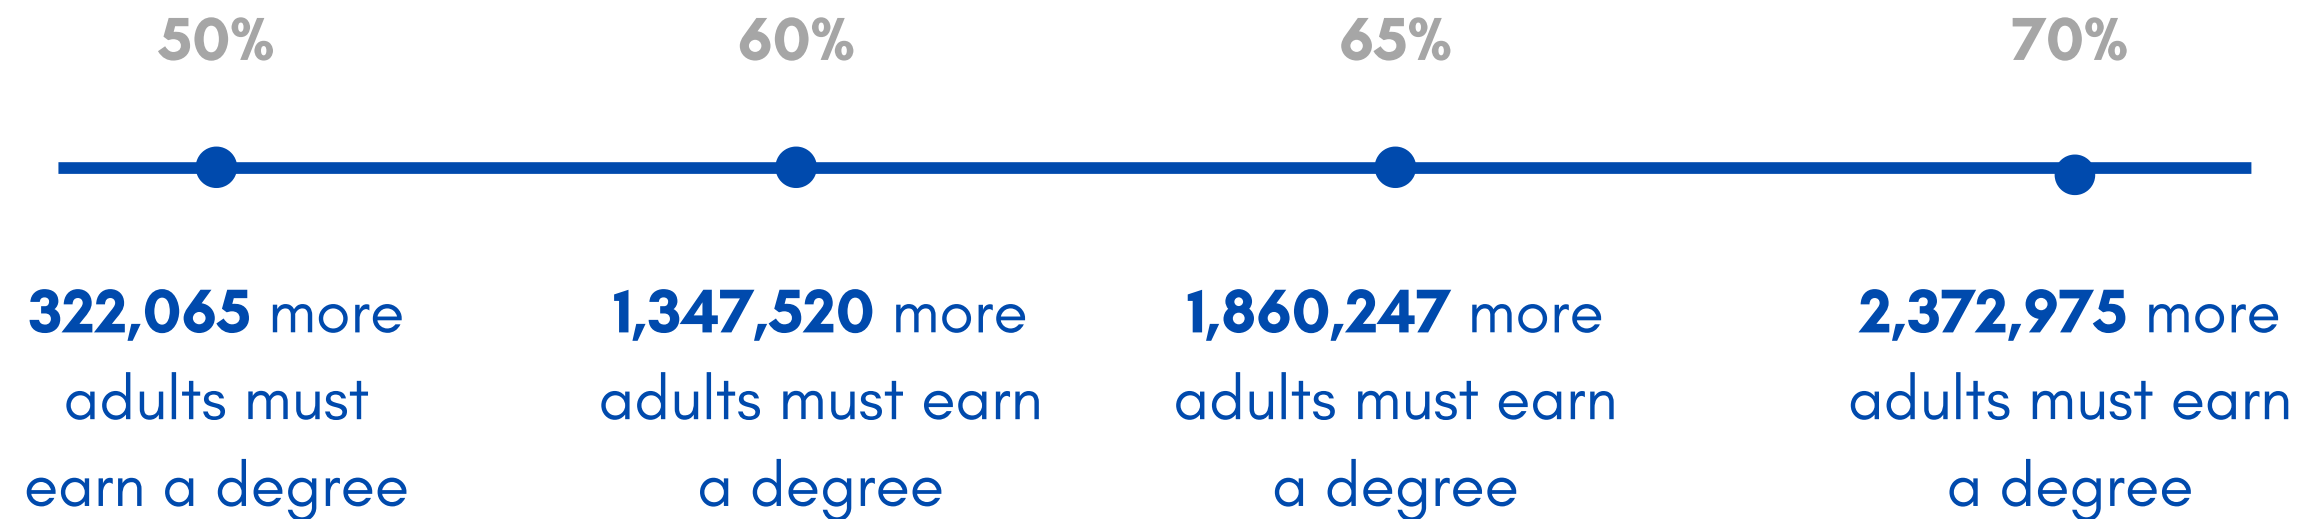 50%
60%
65%
70%
322,065 more
adults must
earn a degree
1,347,520 more
adults must earn
a degree
1,860,247 more
adults must earn
a degree
2,372,975 more
adults must earn
a degree